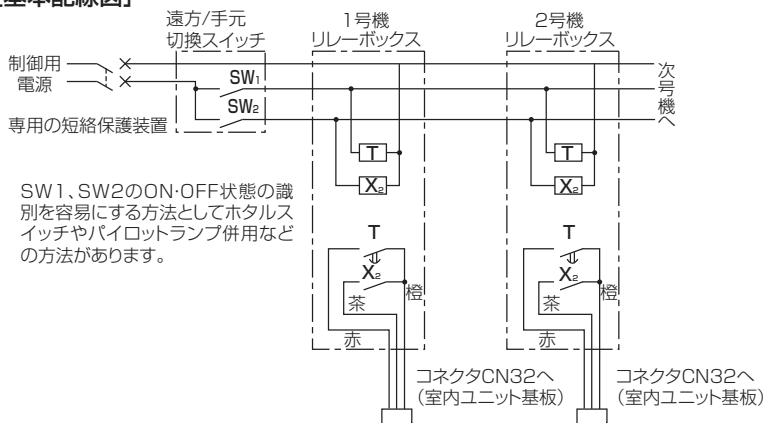 基本配線図】
遠方/手元
切換スイッチ
1号機
リレーボックス
2号機
リレーボックス
制御用
電源
専用の短絡保護装置
SW1
SW2
次号機へ
T
X2
T
X2
SW1、SW2のON·OFF状態の識
別を容易にする方法としてホタルス
イッチやパイロットランプ併用など
の方法があります。
T
X2
茶
橙
赤
T
X2
茶
橙
赤
コネクタCN32へ
(室内ユニット基板)
コネクタCN32へ
(室内ユニット基板)